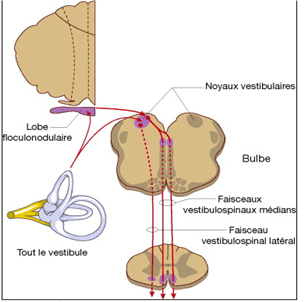 Noyaux vestibulaires
Lobe
floculonodulaire
Bulbe
Faisceaux
vestibulospinaux médians
Faisceau
vestibulospinal latéral
Tout le vestibule